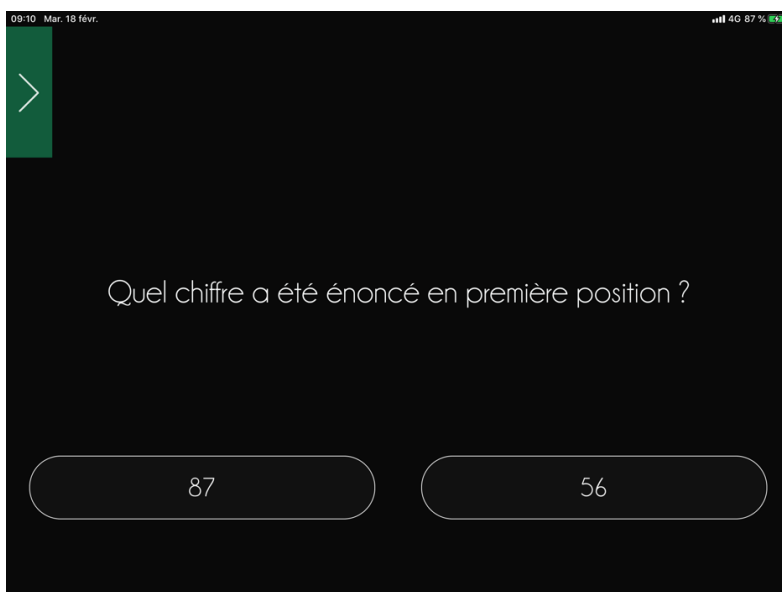 09:10 Mar. 18 févr. 4G 87 %
Quel chiffre a été énoncé en première position ?
87 56